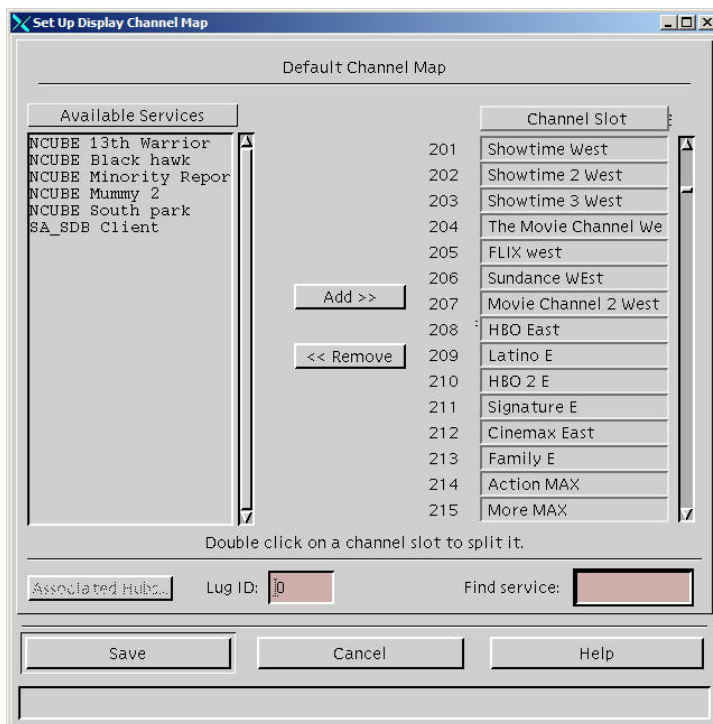 Set Up Display Channel Map
Default Channel Map
Available Services
NCUBE 13th Warrior
NCUBE Black hawk
NCUBE Minority Repor
NCUBE Mummy 2
NCUBE South park
SA_SDB Client
Add >>
<< Remove
Channel Slot
201 Showtime West
202 Showtime 2 West
203 Showtime 3 West
204 The Movie Channel We
205 FLIX west
206 Sundance WEst
207 Movie Channel 2 West
208 HBO East
209 Latino E
210 HBO 2 E
211 Signature E
212 Cinemax East
213 Family E
214 Action MAX
215 More MAX
Double click on a channel slot to split it.
Associated Hubs... Lug ID: 0 Find service:
Save Cancel Help